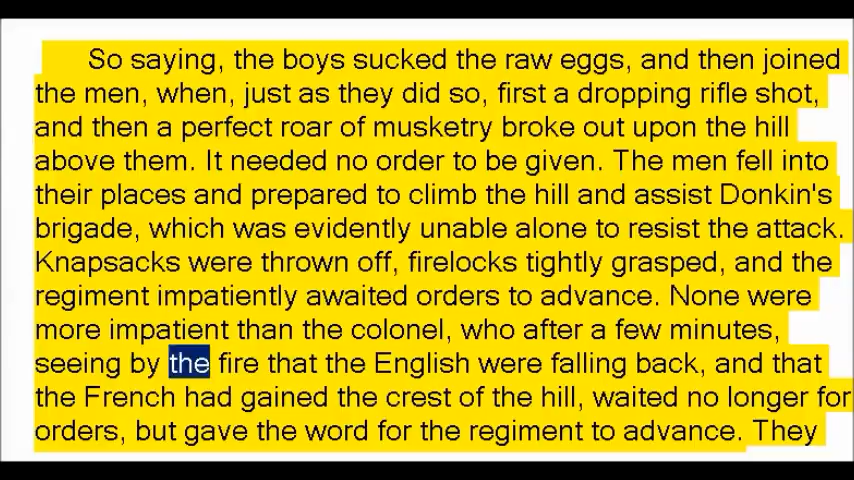 So saying, the boys sucked the raw eggs, and then joined
the men, when, just as they did so, first a dropping rifle shot,
and then a perfect roar of musketry broke out upon the hill
above them. It needed no order to be given. The men fell into
their places and prepared to climb the hill and assist Donkin's
brigade, which was evidently unable alone to resist the attack.
Knapsacks were thrown off, firelocks tightly grasped, and the
regiment impatiently awaited orders to advance. None were
more impatient than the colonel, who after a few minutes,
seeing by the fire that the English were falling back, and that
the French had gained the crest of the hill, waited no longer for
orders, but gave the word for the regiment to advance. They